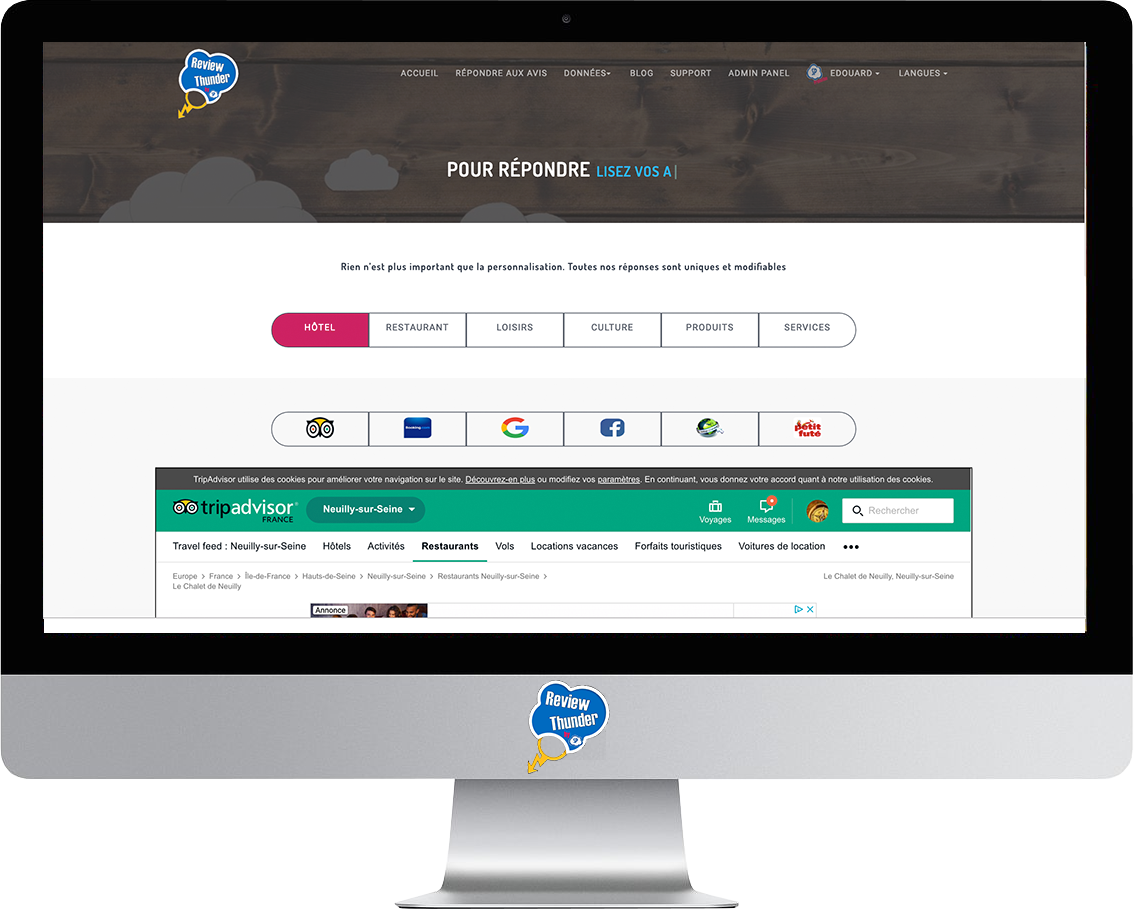 Review
Thunder
ACCUEIL RÉPONDRE AUX AVIS DONNÉES BLOG SUPPORT ADMIN PANEL EDOUARD LANGUES
POUR RÉPONDRE LISEZ VOS A|
Rien n'est plus important que la personnalisation. Toutes nos réponses sont uniques et modifiables
HÔTEL RESTAURANT LOISIRS CULTURE PRODUITS SERVICES
Booking.com G f petit
futé
TripAdvisor utilise des cookies pour améliorer votre navigation sur le site. Découvrez-en plus ou modifiez vos paramètres. En continuant, vous donnez votre accord quant à notre utilisation des cookies.
tripadvisor® Neuilly-sur-Seine Rechercher
FRANCE Voyages Messages
Travel feed : Neuilly-sur-Seine Hôtels Activités Restaurants Vols Locations vacances Forfaits touristiques Voitures de location •••
Europe > France > Île-de-France > Hauts-de-Seine > Neuilly-sur-Seine > Restaurants Neuilly-sur-Seine > Le Chalet de Neuilly, Neuilly-sur-Seine
Le Chalet de Neuilly
Annonce
Review
Thunder